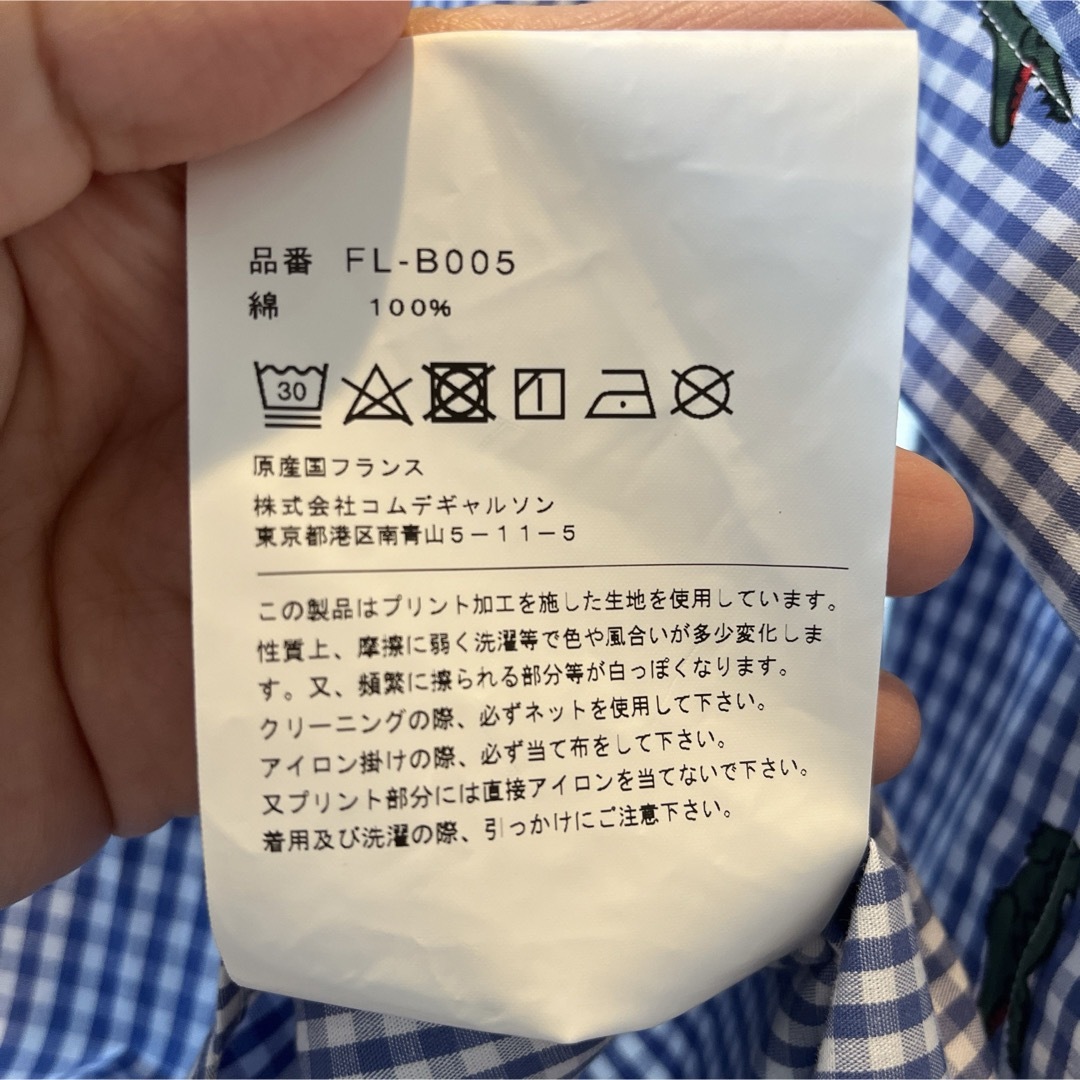 品番 FL-B005
綿 100%
30
原産国フランス
株式会社コムデギャルソン
東京都港区南青山5-11-5
この製品はプリント加工を施した生地を使用しています。
性質上、摩擦に弱く洗濯等で色や風合いが多少変化しま
す。又、頻繁に擦られる部分等が白っぽくなります。
クリーニングの際、必ずネットを使用して下さい。
アイロン掛けの際、必ず当て布をして下さい。
又プリント部分には直接アイロンを当てないで下さい。
着用及び洗濯の際、引っかけにご注意下さい。